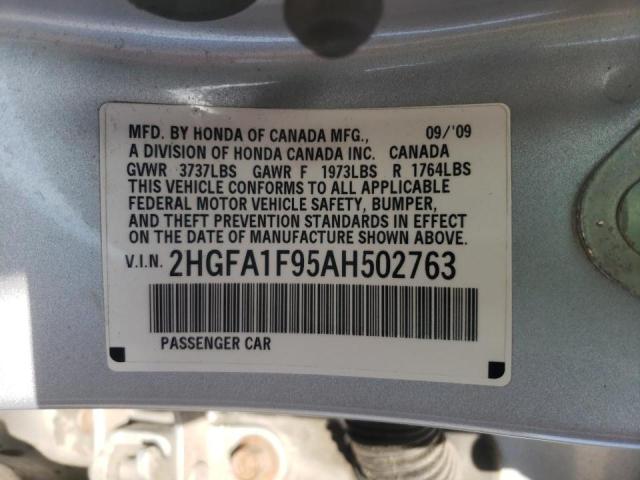 MFD. BY HONDA OF CANADA MFG., 09/'09
A DIVISION OF HONDA CANADA INC. CANADA
GVWR 3737LBS GAWR F 1973LBS R 1764LBS
THIS VEHICLE CONFORMS TO ALL APPLICABLE
FEDERAL MOTOR VEHICLE SAFETY, BUMPER,
AND THEFT PREVENTION STANDARDS IN EFFECT
ON THE DATE OF MANUFACTURE SHOWN ABOVE.
V.I.N. 2HGFA1F95AH502763
PASSENGER CAR